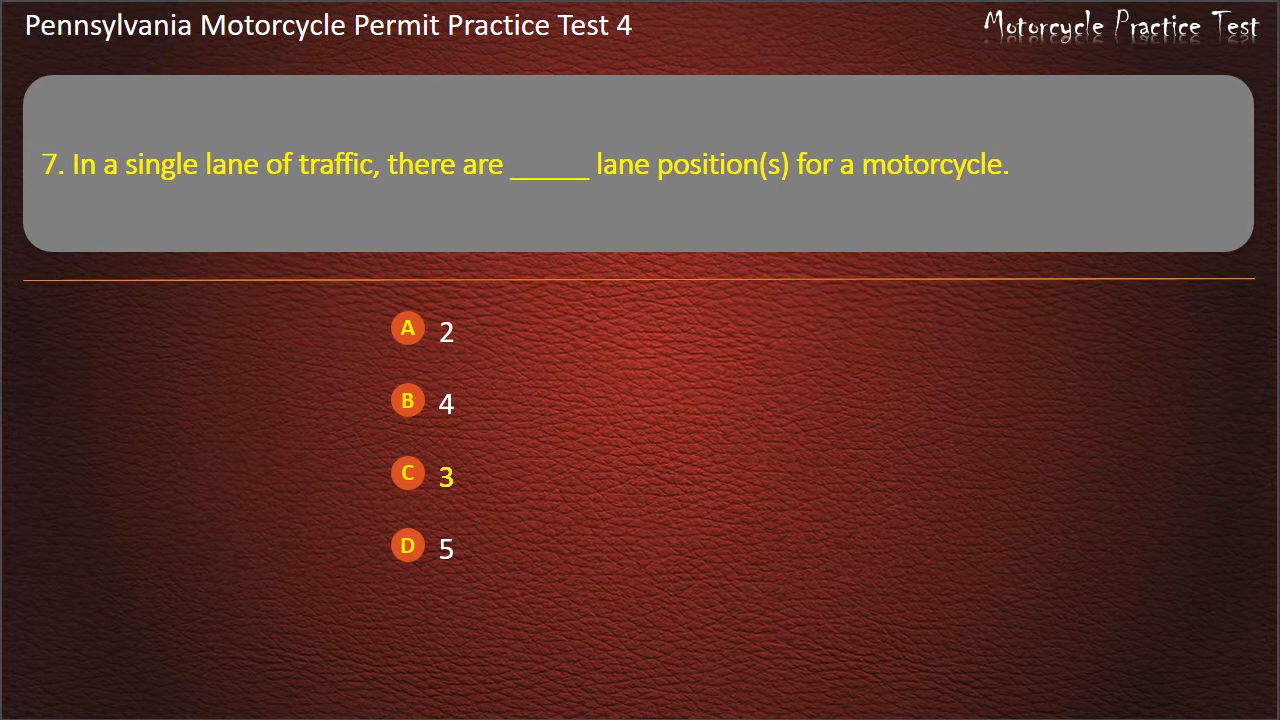 Pennsylvania Motorcycle Permit Practice Test 4
Motorcycle Practice Test
7. In a single lane of traffic, there are _____ lane position(s) for a motorcycle.
A 2
B 4
C 3
D 5